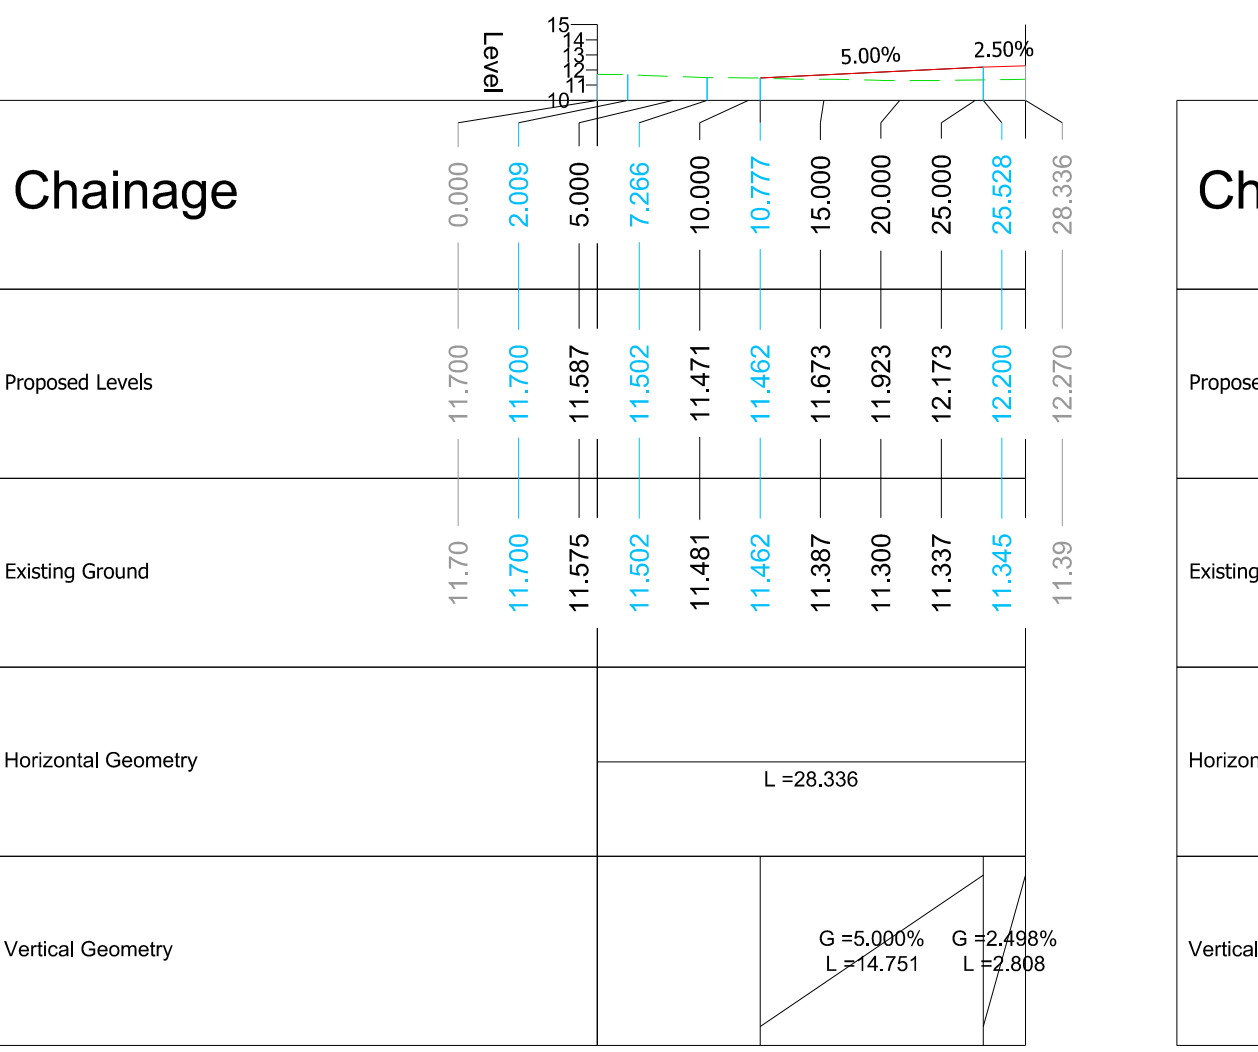 Level
15
14
13
12
11
10
5.00%
2.50%
Chainage
0.000
2.009
5.000
7.266
10.000
10.777
15.000
20.000
25.000
25.528
28.336
Ch
Proposed Levels
11.700
11.700
11.587
11.502
11.471
11.462
11.673
11.923
12.173
12.200
12.270
Propose
Existing Ground
11.70
11.700
11.575
11.502
11.481
11.462
11.387
11.300
11.337
11.345
11.39
Existing
Horizontal Geometry
L =28.336
Horizon
Vertical Geometry
G =5.000%
L =14.751
G =2.498%
L =2.808
Vertical